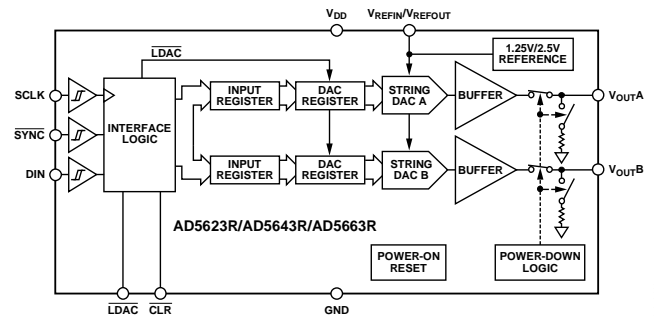 VDD
VREFIN/VREFOUT
LDAC
1.25V/2.5V
REFERENCE
SCLK
SYNC
DIN
INTERFACE
LOGIC
INPUT
REGISTER
DAC
REGISTER
STRING
DAC A
BUFFER
VOUTA
INPUT
REGISTER
DAC
REGISTER
STRING
DAC B
BUFFER
VOUTB
AD5623R/AD5643R/AD5663R
POWER-ON
RESET
POWER-DOWN
LOGIC
LDAC
CLR
GND